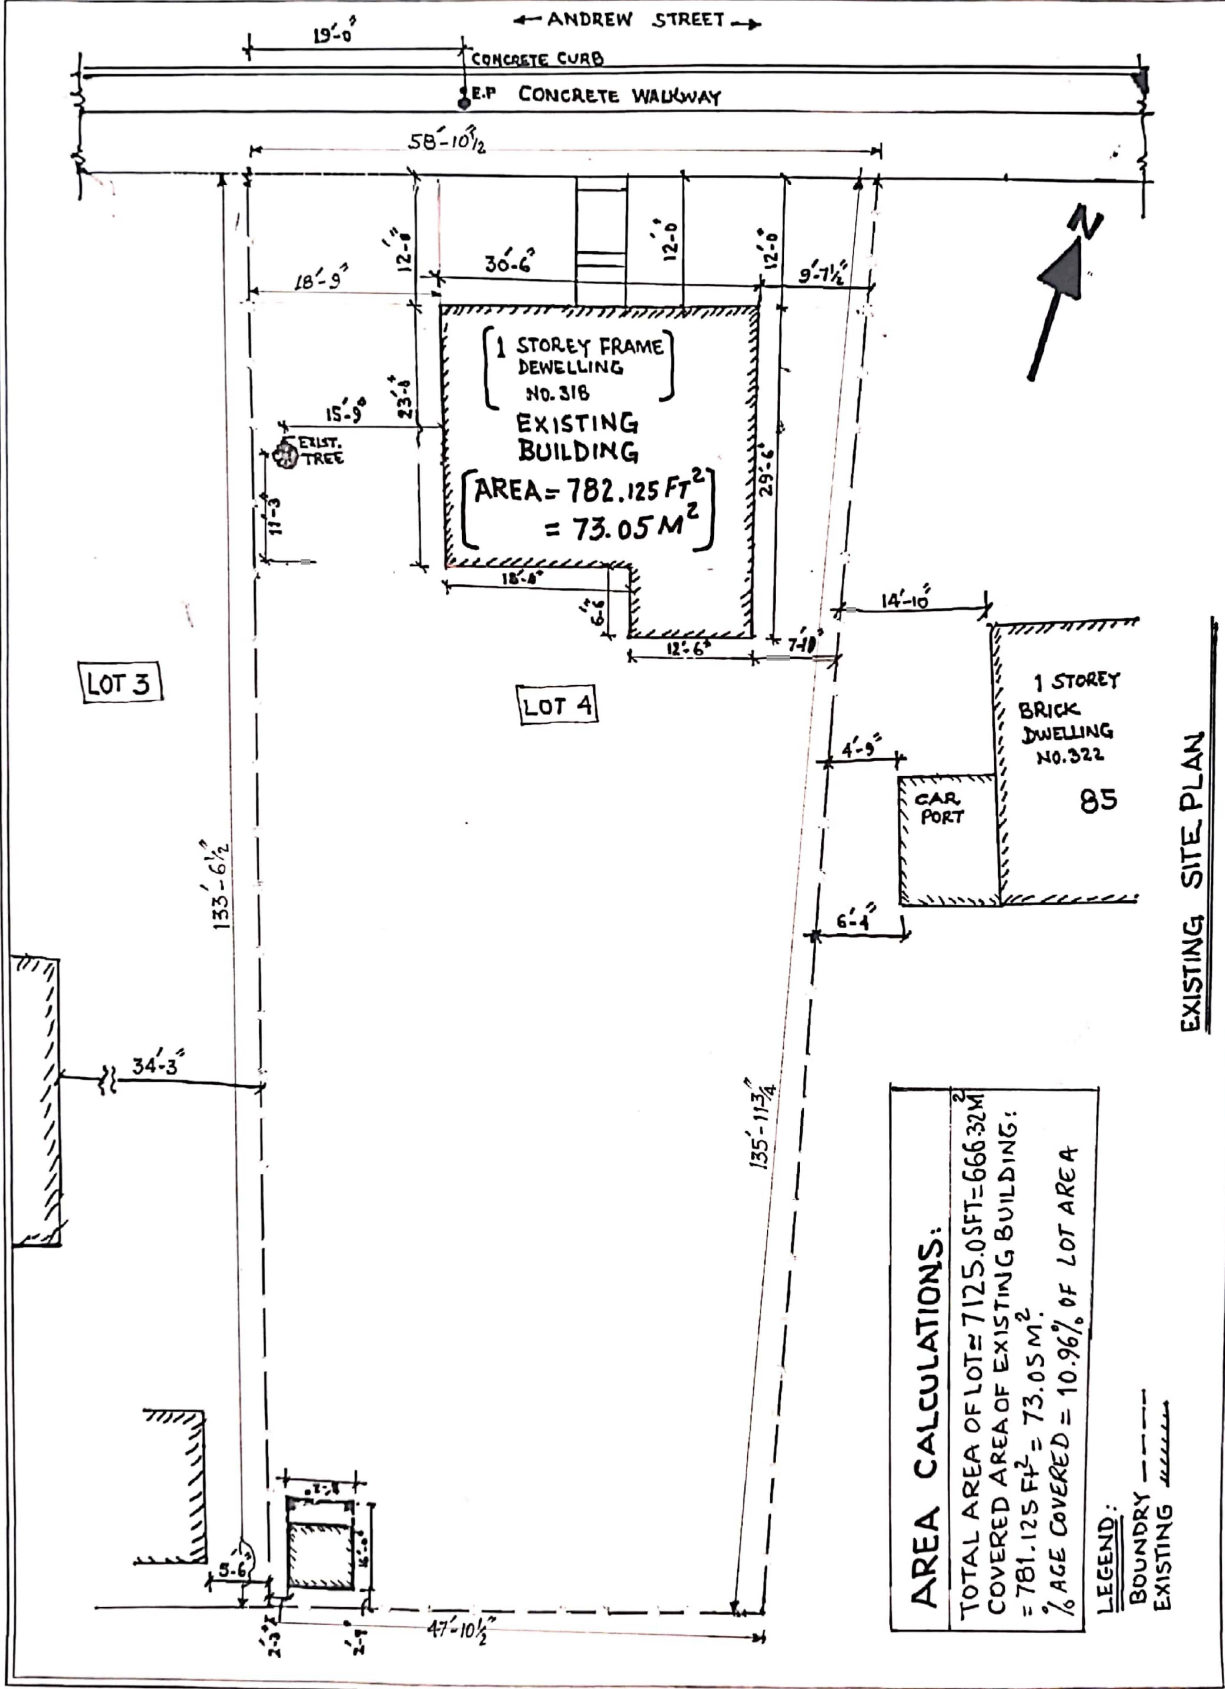 ← ANDREW STREET →
19'-0"
CONCRETE CURB
E.P CONCRETE WALKWAY
58'-10½"
N
12'-0"
12'-0"
12'-0"
18'-9"
30'-6"
9'-7½"
1 STOREY FRAME
DEWELLING
NO.318
EXISTING
BUILDING
AREA = 782.125 FT²
= 73.05 M²
23'-0"
15'-9"
EXIST.
TREE
11'-3"
29'-6"
18'-0"
6'-6"
12'-6"
7'-10"
14'-10"
LOT 3
LOT 4
1 STOREY
BRICK
DWELLING
NO.322
85
4'-9"
CAR
PORT
6'-4"
133'-6½"
34'-3"
135'-11¾"
EXISTING SITE PLAN
AREA CALCULATIONS:
TOTAL AREA OF LOT= 7125.0SFT=666.32M²
COVERED AREA OF EXISTING BUILDING:
= 781.125 Ft² = 73.05 M².
% AGE COVERED = 10.96% OF LOT AREA
LEGEND:
BOUNDRY
EXISTING
5'-6"
16'-0"
47'-10½"